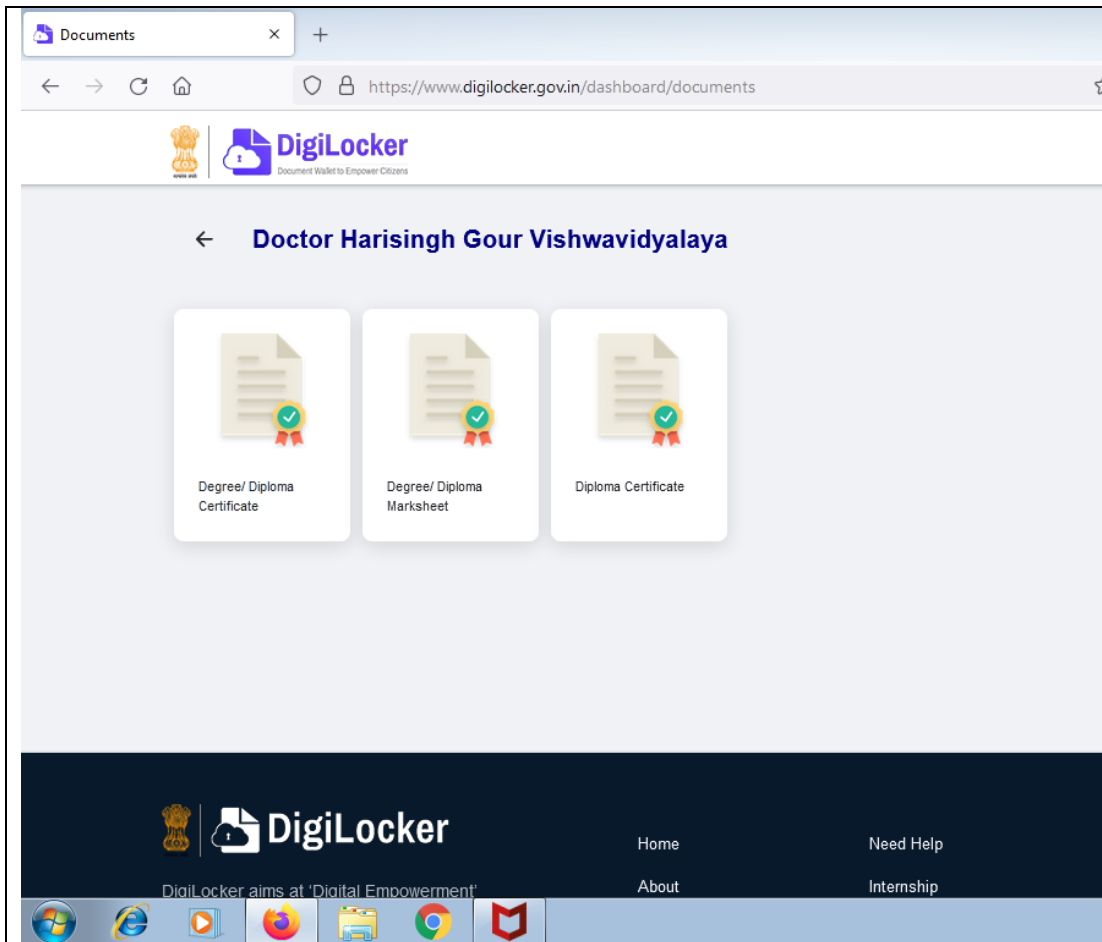 Documents
https://www.digilocker.gov.in/dashboard/documents
DigiLocker
Document Wallet to Empower Citizens
Doctor Harisingh Gour Vishwavidyalaya
Degree/ Diploma
Certificate
Degree/ Diploma
Marksheet
Diploma Certificate
DigiLocker
Home
Need Help
DigiLocker aims at 'Digital Empowerment'
About
Internship